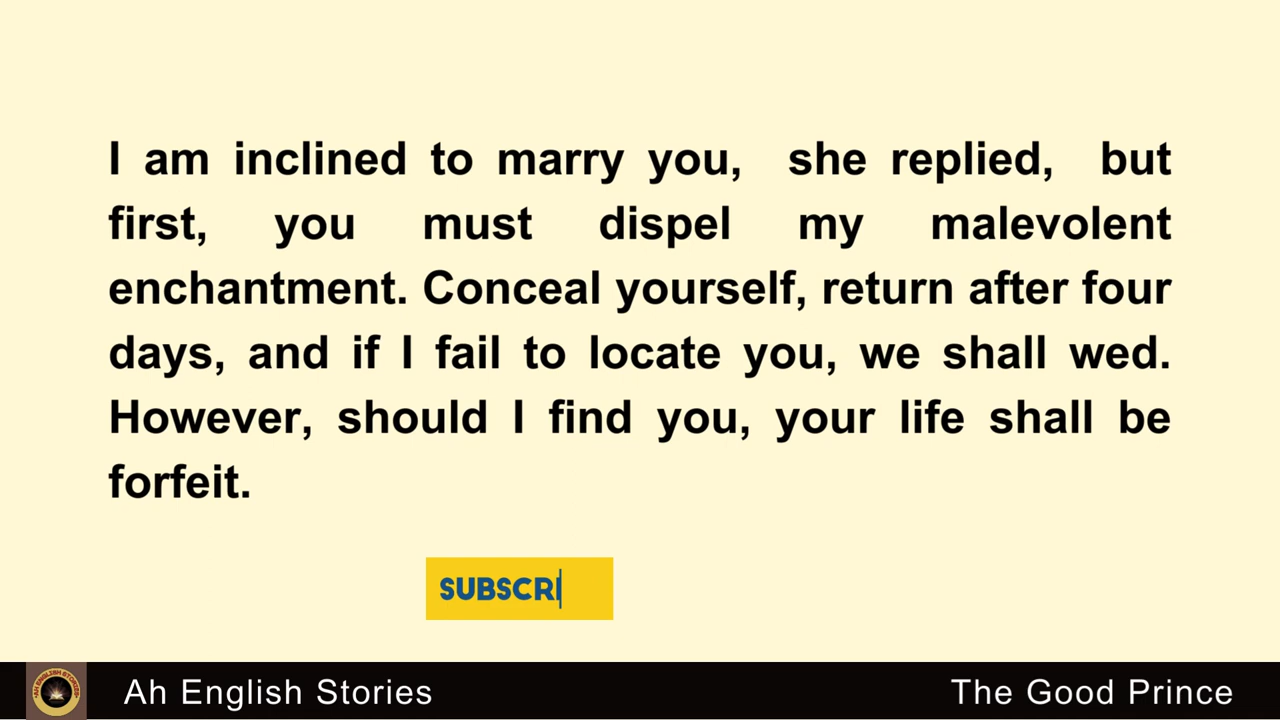 I am inclined to marry you, she replied, but
first, you must dispel my malevolent
enchantment. Conceal yourself, return after four
days, and if I fail to locate you, we shall wed.
However, should I find you, your life shall be
forfeit.
SUBSCRI
Ah English Stories
The Good Prince